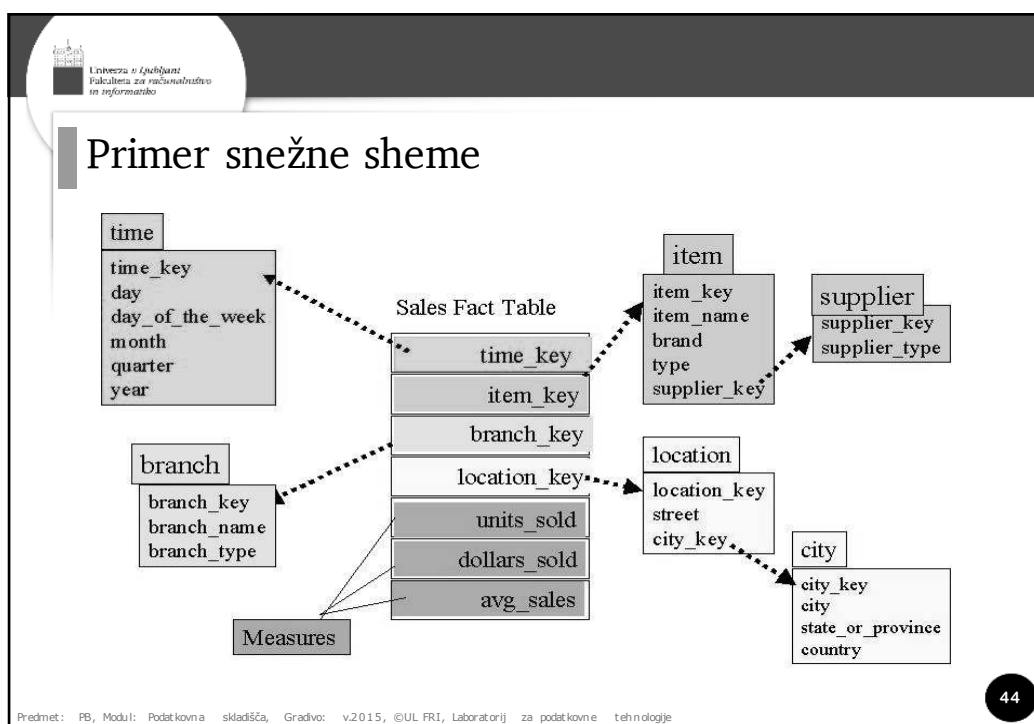 Univerza v Ljubljani
Fakulteta za računalništvo
in informatiko
Primer snežne sheme
time
time_key
day
day_of_the_week
month
quarter
year
branch
branch_key
branch_name
branch_type
Sales Fact Table
time_key
item_key
branch_key
location_key
units_sold
dollars_sold
avg_sales
Measures
item
item_key
item_name
brand
type
supplier_key
supplier
supplier_key
supplier_type
location
location_key
street
city_key
city
city_key
city
state_or_province
country
44
Predmet: PB, Modul: Podatkovna skladišča, Gradivo: v.2015, ©UL FRI, Laboratorij za podatkovne tehnologije